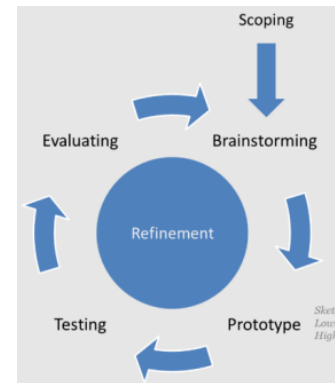 Scoping
Evaluating
Brainstorming
Refinement
Testing
Prototype